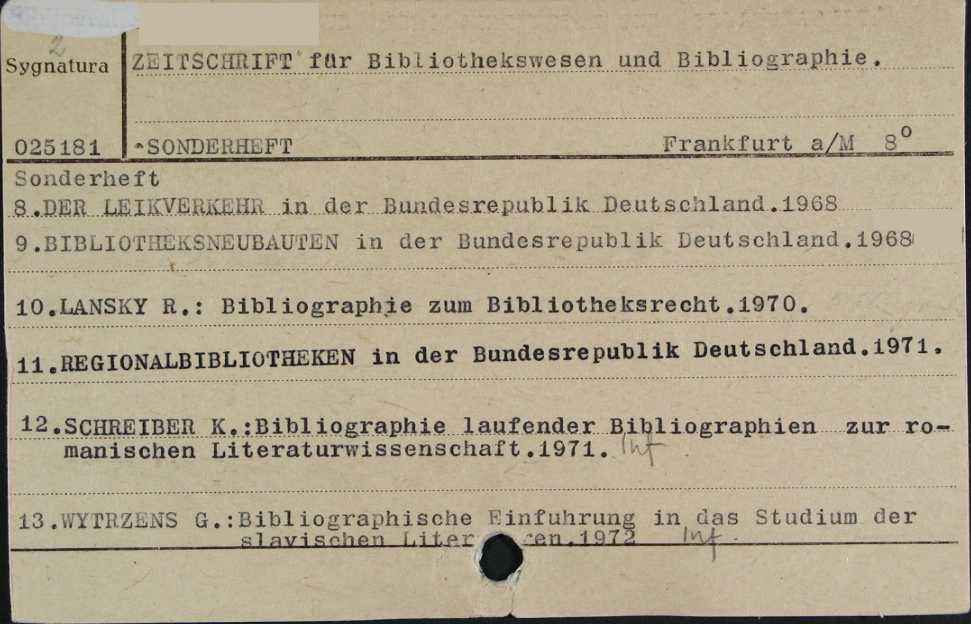 2
Sygnatura
ZEITSCHRIFT für Bibliothekswesen und Bibliographie.
025181
SONDERHEFT Frankfurt a/M 8°
Sonderheft
8.DER LEIKVERKEHR in der Bundesrepublik Deutschland.1968
9.BIBLIOTHEKSNEUBAUTEN in der Bundesrepublik Deutschland.1968
10.LANSKY R.: Bibliographie zum Bibliotheksrecht.1970.
11.REGIONALBIBLIOTHEKEN in der Bundesrepublik Deutschland.1971.
12.SCHREIBER K.:Bibliographie laufender Bibliographien zur ro-
manischen Literaturwissenschaft.1971. Inf
13.WYTRZENS G.:Bibliographische Einfuhrung in das Studium der
slavischen Liter ren.1972 Inf.